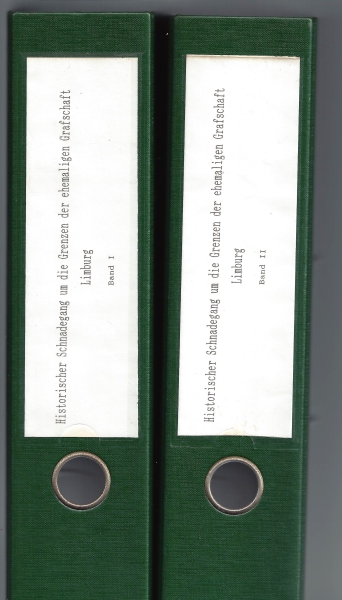 Historischer Schnadegang um die Grenzen der ehemaligen Grafschaft
Limburg
Band I
Historischer Schnadegang um die Grenzen der ehemaligen Grafschaft
Limburg
Band II